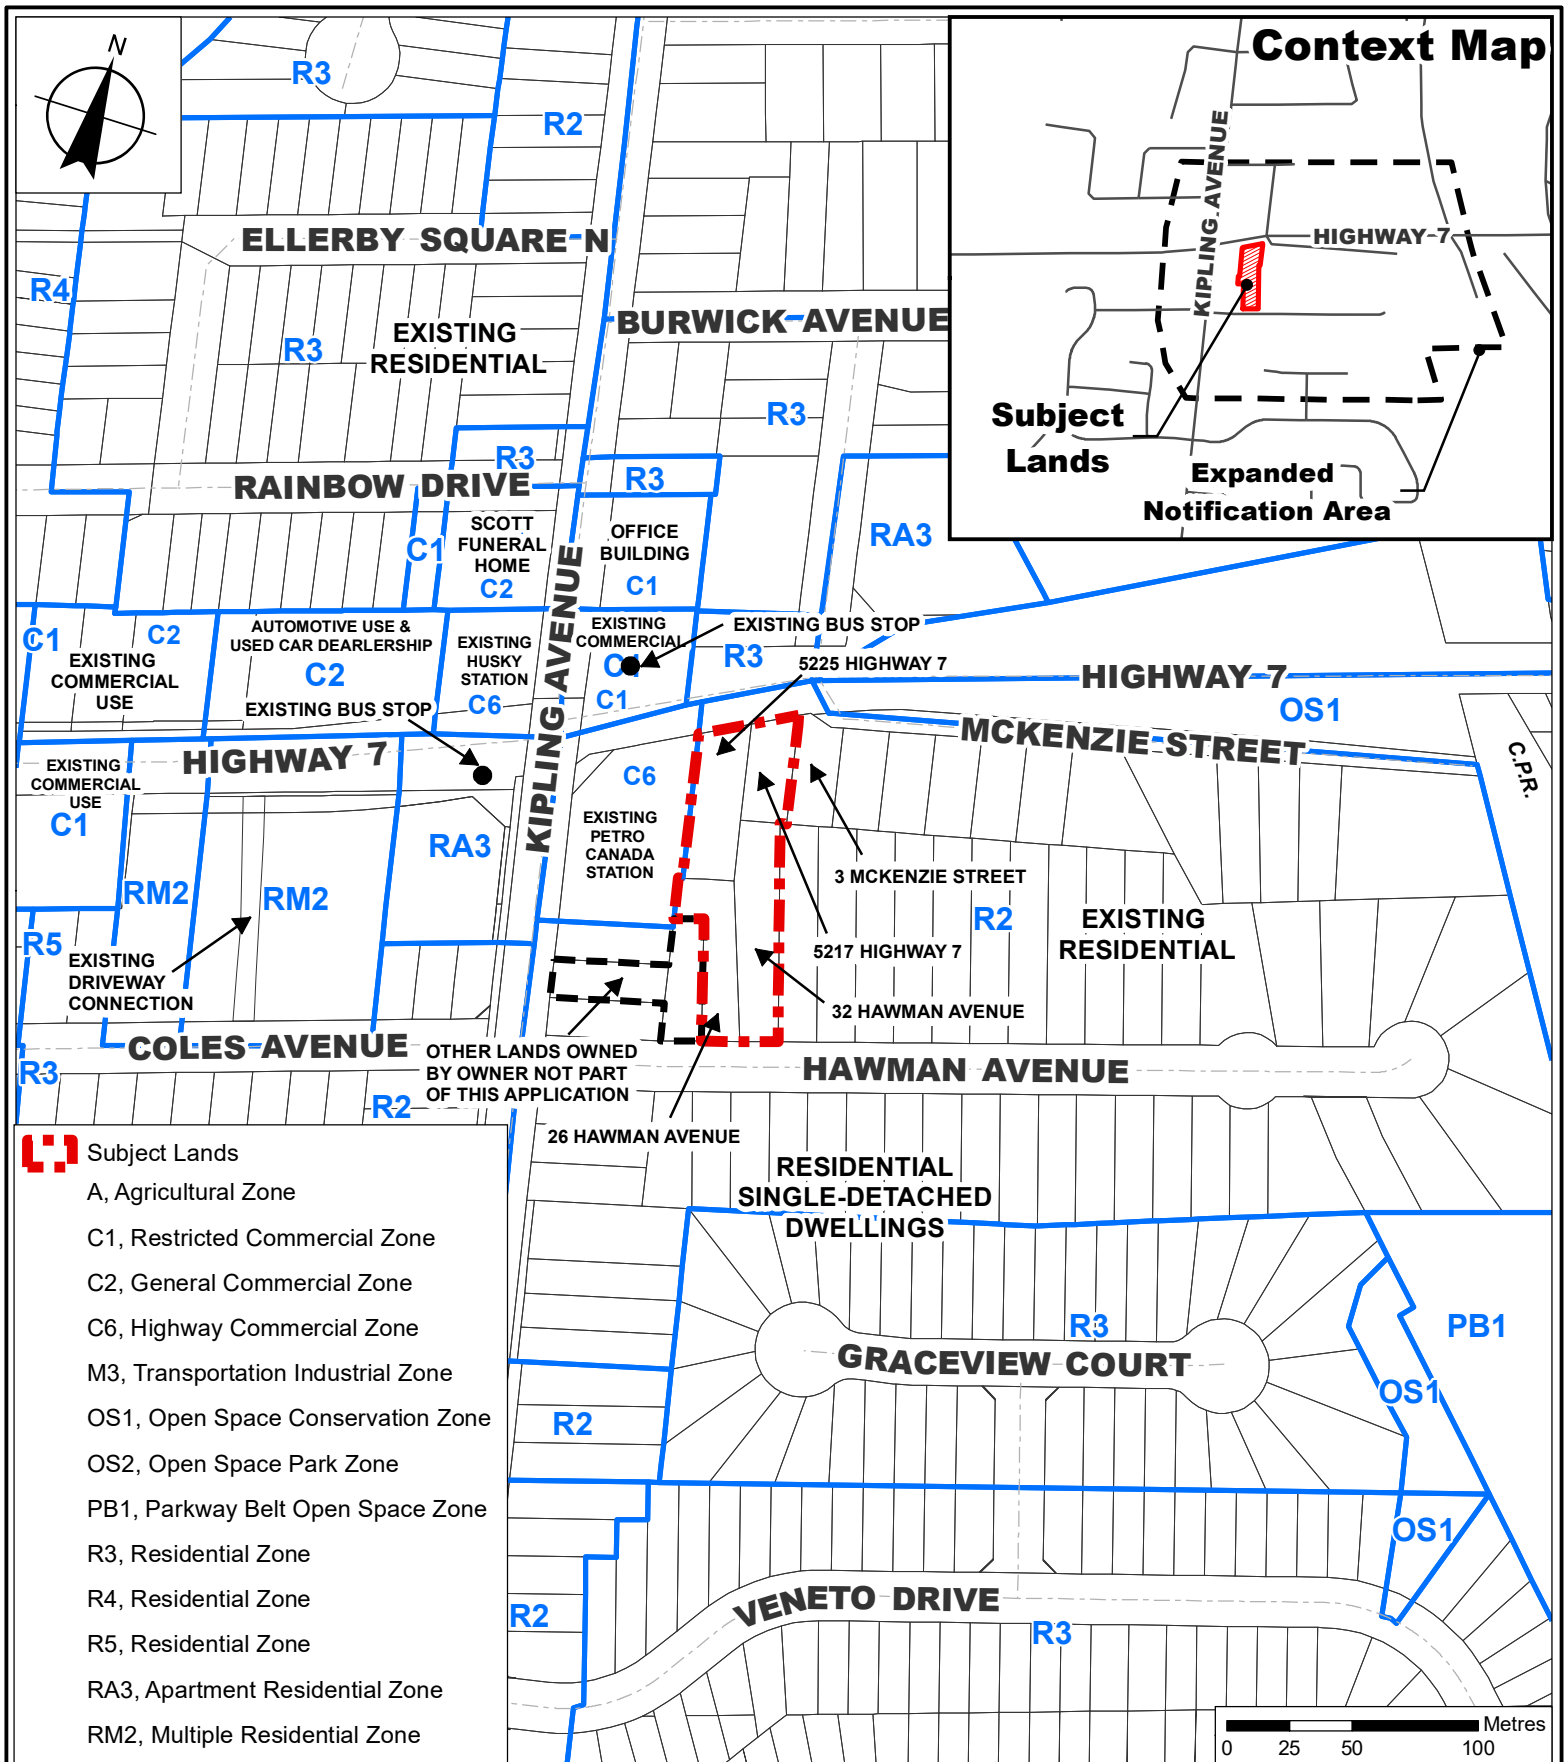 N
Context Map
KIPLING AVENUE
HIGHWAY 7
Subject
Lands
Expanded
Notification Area
R3
R2
ELLERBY SQUARE N
R4
R3
EXISTING
RESIDENTIAL
BURWICK AVENUE
R3
R3
RAINBOW DRIVE
R3
C1
SCOTT
FUNERAL
HOME
C2
OFFICE
BUILDING
C1
RA3
KIPLING AVENUE
C1
C2
EXISTING
COMMERCIAL
USE
AUTOMOTIVE USE &
USED CAR DEARLERSHIP
C2
EXISTING
HUSKY
STATION
C6
EXISTING
COMMERCIAL
C1
C1
EXISTING BUS STOP
R3
5225 HIGHWAY 7
HIGHWAY 7
OS1
EXISTING BUS STOP
MCKENZIE STREET
C.P.R.
HIGHWAY 7
EXISTING
COMMERCIAL
USE
C1
C6
EXISTING
PETRO
CANADA
STATION
RA3
3 MCKENZIE STREET
RM2
RM2
R2
EXISTING
RESIDENTIAL
R5
5217 HIGHWAY 7
EXISTING
DRIVEWAY
CONNECTION
32 HAWMAN AVENUE
COLES AVENUE
OTHER LANDS OWNED
BY OWNER NOT PART
OF THIS APPLICATION
HAWMAN AVENUE
R3
R2
26 HAWMAN AVENUE
RESIDENTIAL
SINGLE-DETACHED
DWELLINGS
R3
PB1
GRACEVIEW COURT
OS1
R2
OS1
VENETO DRIVE
R2
R3
Subject Lands
A, Agricultural Zone
C1, Restricted Commercial Zone
C2, General Commercial Zone
C6, Highway Commercial Zone
M3, Transportation Industrial Zone
OS1, Open Space Conservation Zone
OS2, Open Space Park Zone
PB1, Parkway Belt Open Space Zone
R3, Residential Zone
R4, Residential Zone
R5, Residential Zone
RA3, Apartment Residential Zone
RM2, Multiple Residential Zone
Metres
0 25 50 100